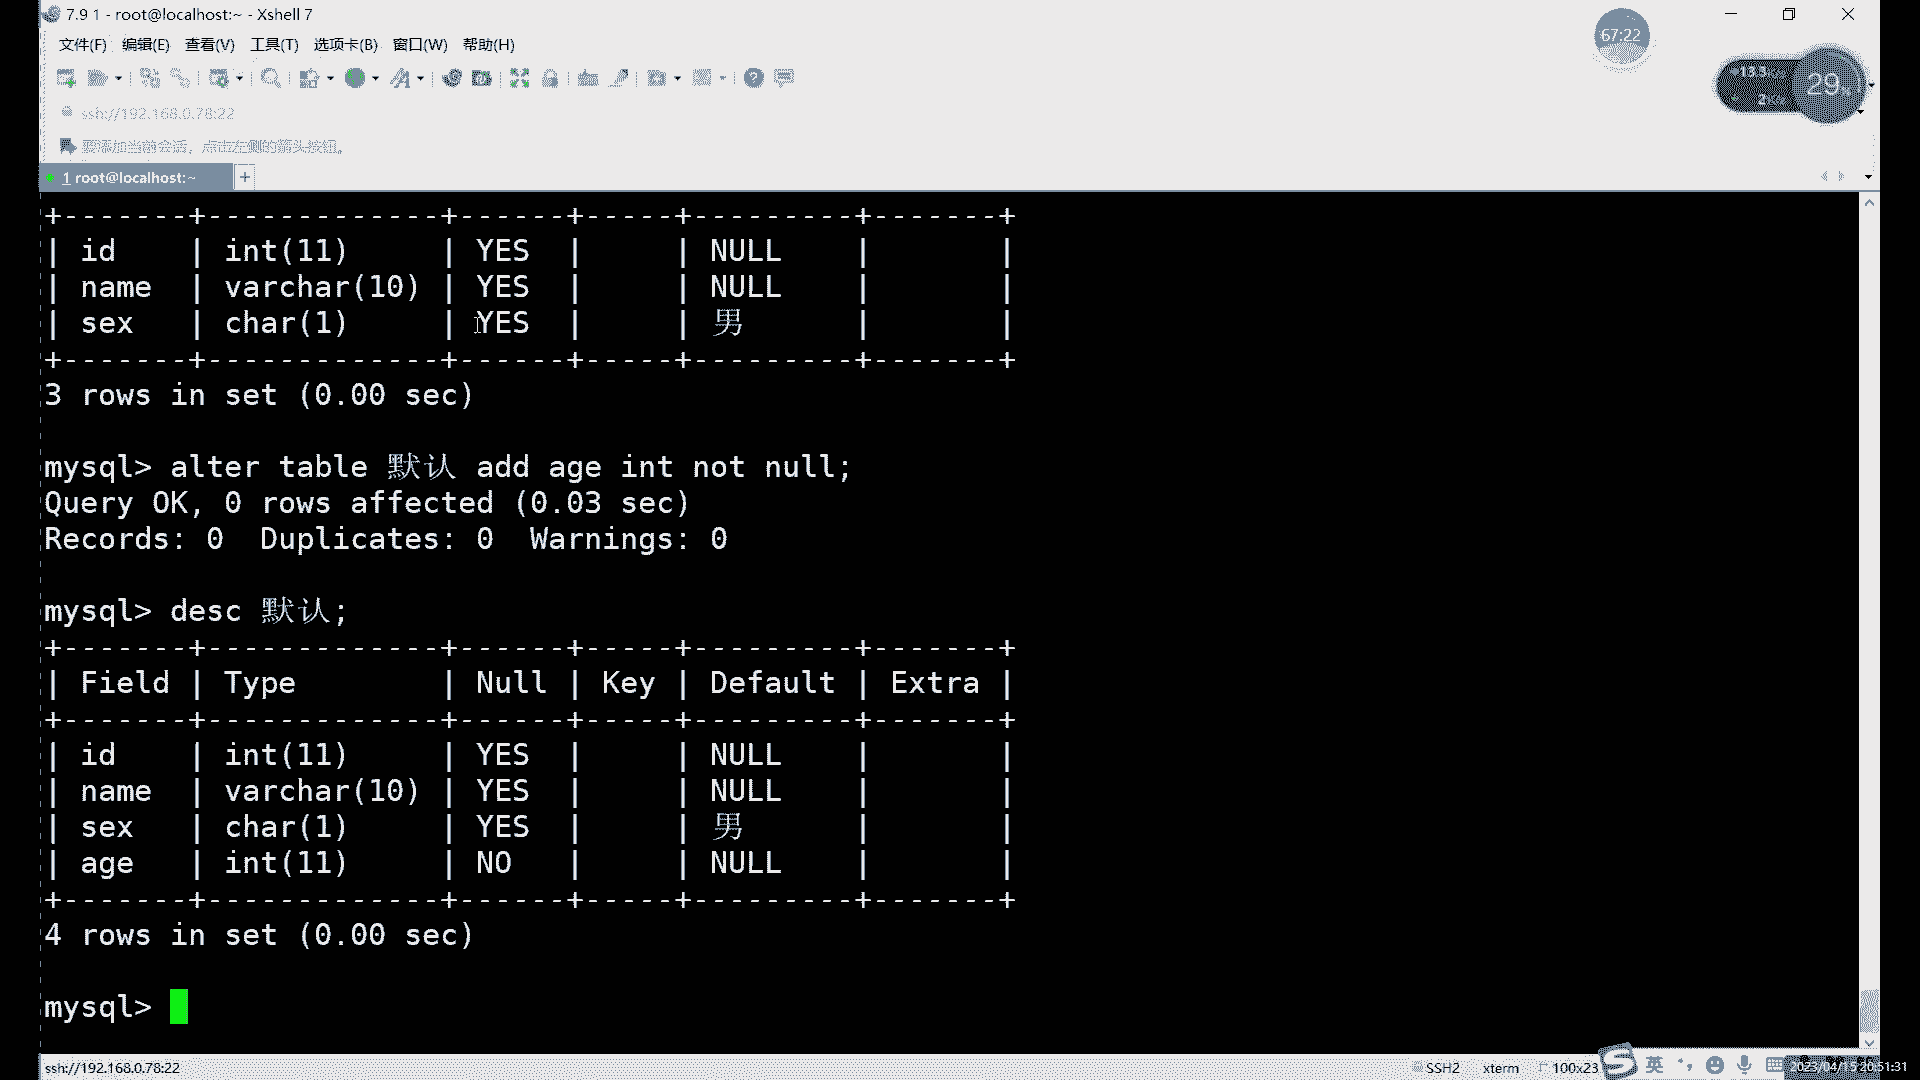 7.9 1 - root@localhost:~ - Xshell 7
67:22
文件(F) 编辑(E) 查看(V) 工具(T) 选项卡(B) 窗口(W) 帮助(H)
29
ssh://192.168.0.78:22
要添加当前会话，点击左侧的箭头按钮。
1 root@localhost:~ +
+-------+-------------+------+-----+---------+-------+
| id    | int(11)     | YES  |     | NULL    |       |
| name  | varchar(10) | YES  |     | NULL    |       |
| sex   | char(1)     | YES  |     | 男      |       |
+-------+-------------+------+-----+---------+-------+
3 rows in set (0.00 sec)
mysql> alter table 默认 add age int not null;
Query OK, 0 rows affected (0.03 sec)
Records: 0  Duplicates: 0  Warnings: 0
mysql> desc 默认;
+-------+-------------+------+-----+---------+-------+
| Field | Type        | Null | Key | Default | Extra |
+-------+-------------+------+-----+---------+-------+
| id    | int(11)     | YES  |     | NULL    |       |
| name  | varchar(10) | YES  |     | NULL    |       |
| sex   | char(1)     | YES  |     | 男      |       |
| age   | int(11)     | NO   |     | NULL    |       |
+-------+-------------+------+-----+---------+-------+
4 rows in set (0.00 sec)
mysql>
ssh://192.168.0.78:22 SSH2 xterm 100x23 英 2023/04/15 20:51:31